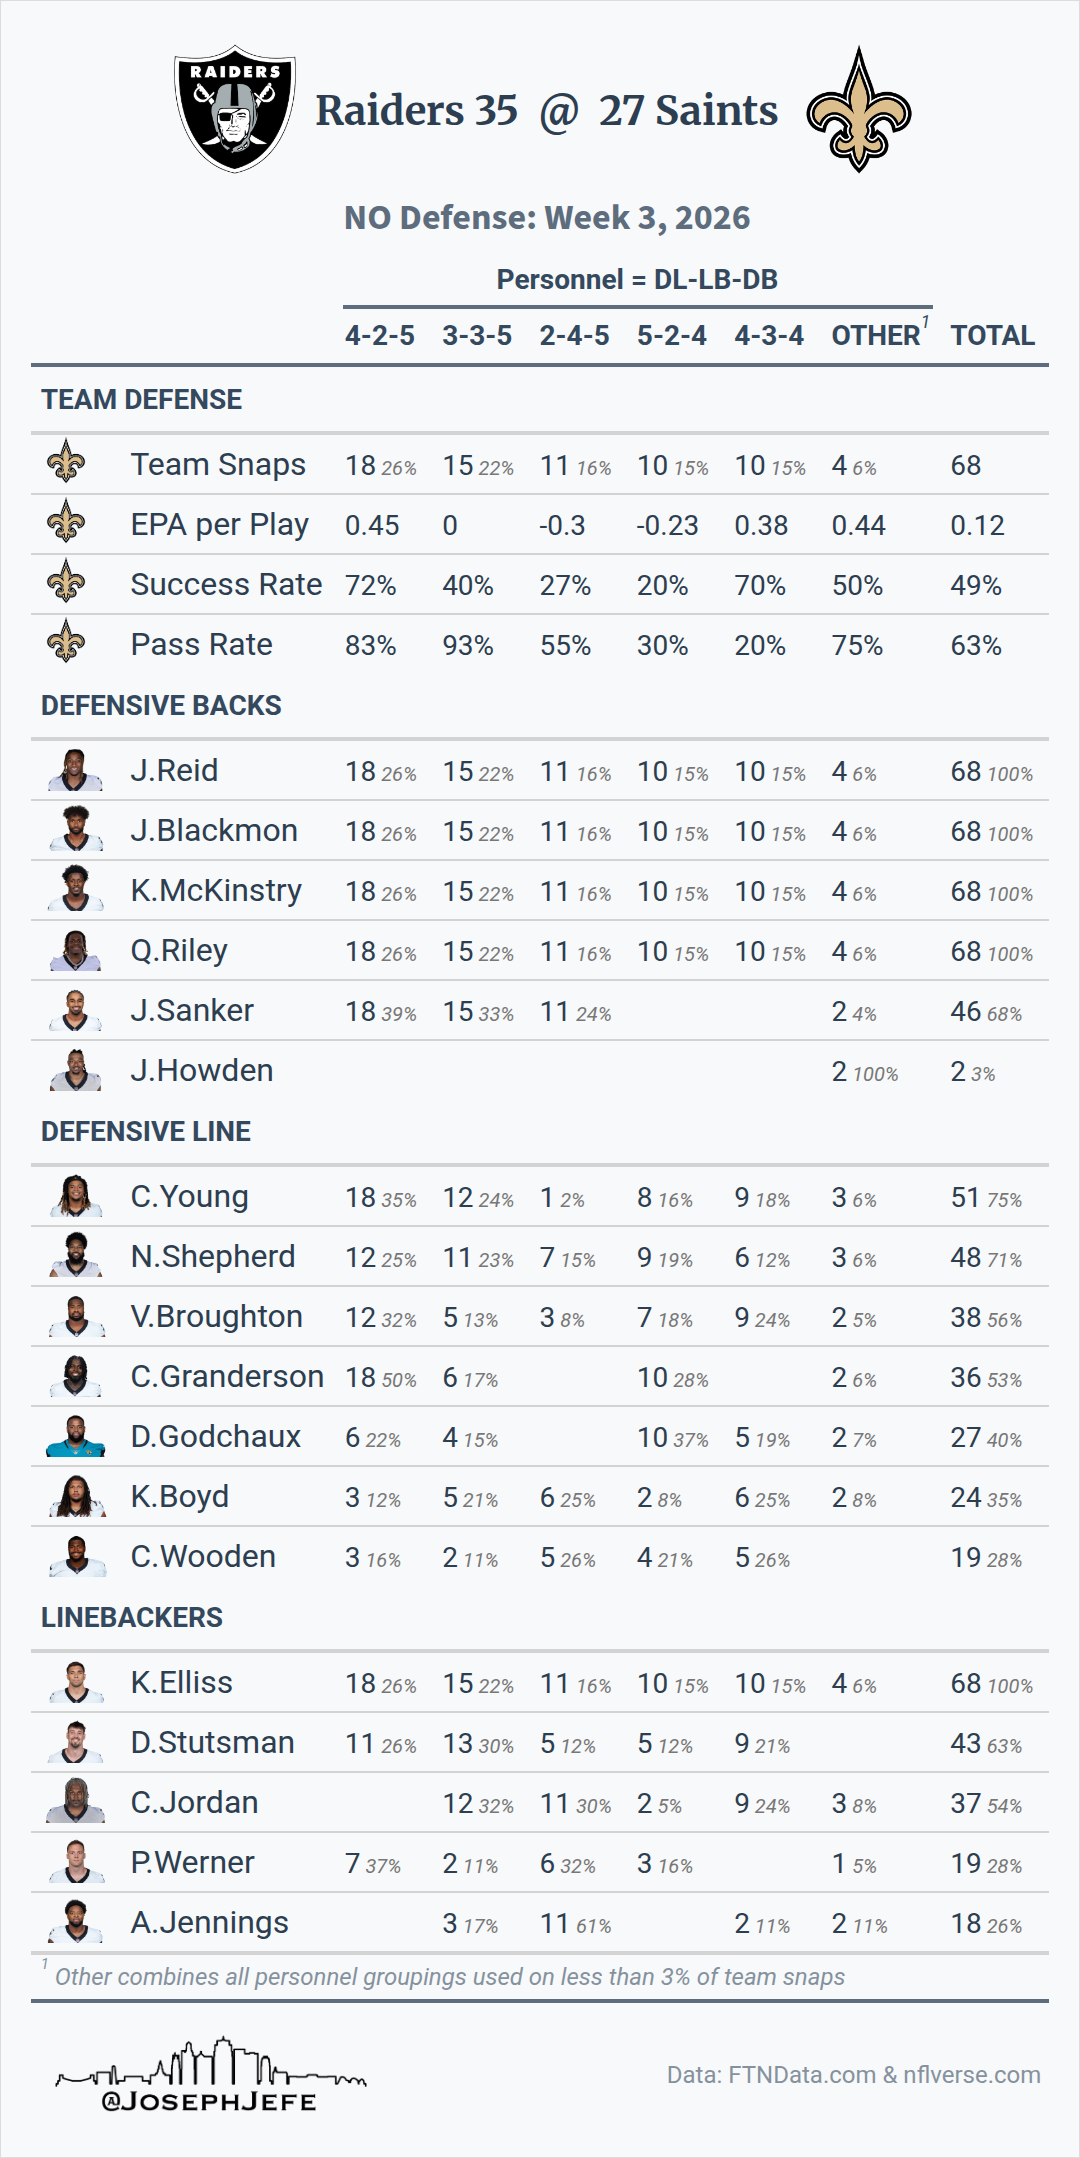 RAIDERS
Raiders 35 @ 27 Saints
NO Defense: Week 3, 2026
Personnel = DL-LB-DB
4-2-5 3-3-5 2-4-5 5-2-4 4-3-4 OTHER1 TOTAL
TEAM DEFENSE
Team Snaps 18 26% 15 22% 11 16% 10 15% 10 15% 4 6% 68
EPA per Play 0.45 0 -0.3 -0.23 0.38 0.44 0.12
Success Rate 72% 40% 27% 20% 70% 50% 49%
Pass Rate 83% 93% 55% 30% 20% 75% 63%
DEFENSIVE BACKS
J.Reid 18 26% 15 22% 11 16% 10 15% 10 15% 4 6% 68 100%
J.Blackmon 18 26% 15 22% 11 16% 10 15% 10 15% 4 6% 68 100%
K.McKinstry 18 26% 15 22% 11 16% 10 15% 10 15% 4 6% 68 100%
Q.Riley 18 26% 15 22% 11 16% 10 15% 10 15% 4 6% 68 100%
J.Sanker 18 39% 15 33% 11 24% 2 4% 46 68%
J.Howden 2 100% 2 3%
DEFENSIVE LINE
C.Young 18 35% 12 24% 1 2% 8 16% 9 18% 3 6% 51 75%
N.Shepherd 12 25% 11 23% 7 15% 9 19% 6 12% 3 6% 48 71%
V.Broughton 12 32% 5 13% 3 8% 7 18% 9 24% 2 5% 38 56%
C.Granderson 18 50% 6 17% 10 28% 2 6% 36 53%
D.Godchaux 6 22% 4 15% 10 37% 5 19% 2 7% 27 40%
K.Boyd 3 12% 5 21% 6 25% 2 8% 6 25% 2 8% 24 35%
C.Wooden 3 16% 2 11% 5 26% 4 21% 5 26% 19 28%
LINEBACKERS
K.Elliss 18 26% 15 22% 11 16% 10 15% 10 15% 4 6% 68 100%
D.Stutsman 11 26% 13 30% 5 12% 5 12% 9 21% 43 63%
C.Jordan 12 32% 11 30% 2 5% 9 24% 3 8% 37 54%
P.Werner 7 37% 2 11% 6 32% 3 16% 1 5% 19 28%
A.Jennings 3 17% 11 61% 2 11% 2 11% 18 26%
1 Other combines all personnel groupings used on less than 3% of team snaps
@JOSEPHJEFE
Data: FTNData.com & nflverse.com